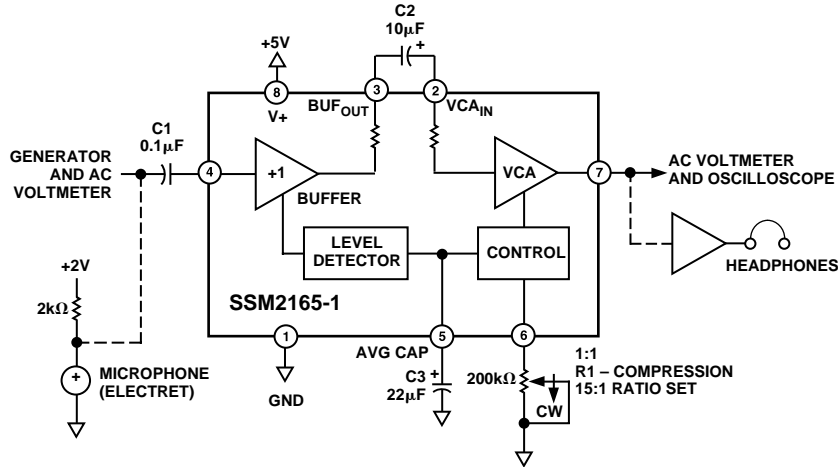 C2
10µF
+
+5V
8
V+
3
BUFOUT
2
VCAIN
C1
0.1µF
GENERATOR
AND AC
VOLTMETER
4
+1
BUFFER
VCA
7
AC VOLTMETER
AND OSCILLOSCOPE
LEVEL
DETECTOR
CONTROL
HEADPHONES
+2V
2kΩ
SSM2165-1
1
5
6
AVG CAP
+
MICROPHONE
(ELECTRET)
GND
C3
22µF
+
200kΩ
CW
1:1
R1 – COMPRESSION
15:1 RATIO SET